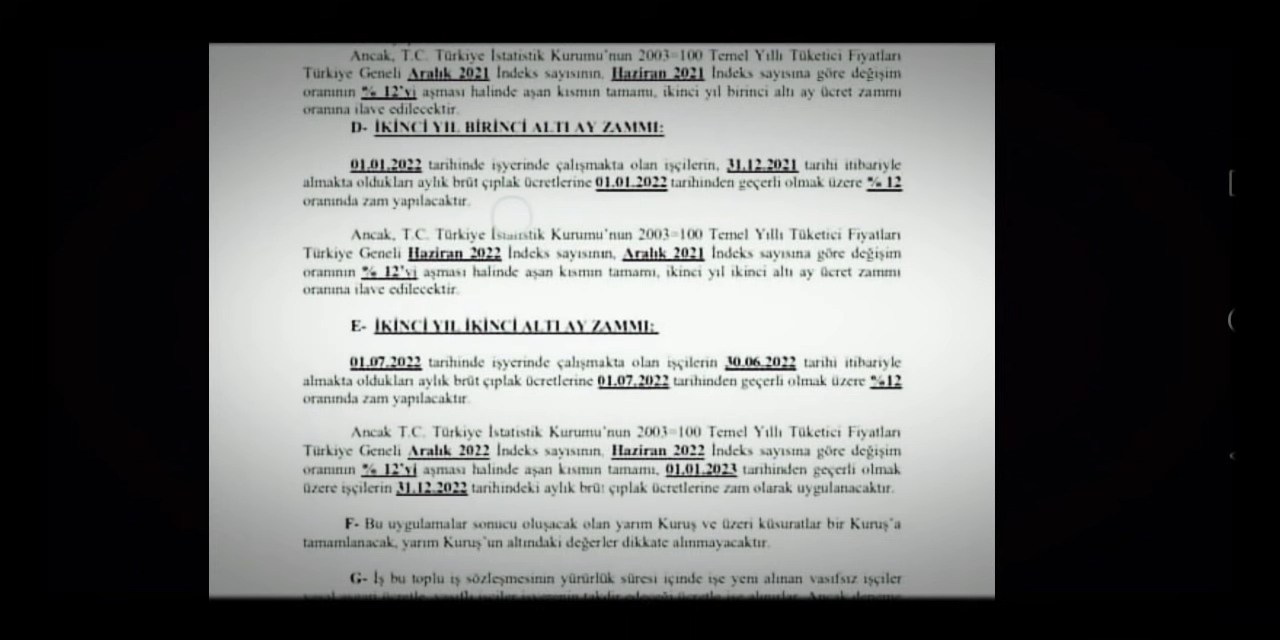 Ancak, T.C. Türkiye İstatistik Kurumu'nun 2003=100 Temel Yıllı Tüketici Fiyatları
Türkiye Geneli Aralık 2021 İndeks sayısının, Haziran 2021 İndeks sayısına göre değişim
oranının % 12'yi aşması halinde aşan kısmın tamamı, ikinci yıl birinci altı ay ücret zammı
oranına ilave edilecektir.
D- İKİNCİ YIL BİRİNCİ ALTI AY ZAMMI:
01.01.2022 tarihinde işyerinde çalışmakta olan işçilerin, 31.12.2021 tarihi itibariyle
almakta oldukları aylık brüt çıplak ücretlerine 01.01.2022 tarihinden geçerli olmak üzere % 12
oranında zam yapılacaktır.
Ancak, T.C. Türkiye İstatistik Kurumu'nun 2003=100 Temel Yıllı Tüketici Fiyatları
Türkiye Geneli Haziran 2022 İndeks sayısının, Aralık 2021 İndeks sayısına göre değişim
oranının % 12'yi aşması halinde aşan kısmın tamamı, ikinci yıl ikinci altı ay ücret zammı
oranına ilave edilecektir.
E- İKİNCİ YIL İKİNCİ ALTI AY ZAMMI:
01.07.2022 tarihinde işyerinde çalışmakta olan işçilerin 30.06.2022 tarihi itibariyle
almakta oldukları aylık brüt çıplak ücretlerine 01.07.2022 tarihinden geçerli olmak üzere %12
oranında zam yapılacaktır.
Ancak T.C. Türkiye İstatistik Kurumu'nun 2003=100 Temel Yıllı Tüketici Fiyatları
Türkiye Geneli Aralık 2022 İndeks sayısının, Haziran 2022 İndeks sayısına göre değişim
oranının % 12'yi aşması halinde aşan kısmın tamamı, 01.01.2023 tarihinden geçerli olmak
üzere işçilerin 31.12.2022 tarihindeki aylık brüt çıplak ücretlerine zam olarak uygulanacaktır.
F- Bu uygulamalar sonucu oluşacak olan yarım Kuruş ve üzeri küsuratlar bir Kuruş'a
tamamlanacak, yarım Kuruş'un altındaki değerler dikkate alınmayacaktır.
G- İş bu toplu iş sözleşmesinin yürürlük süresi içinde işe yeni alınan vasıfsız işçiler